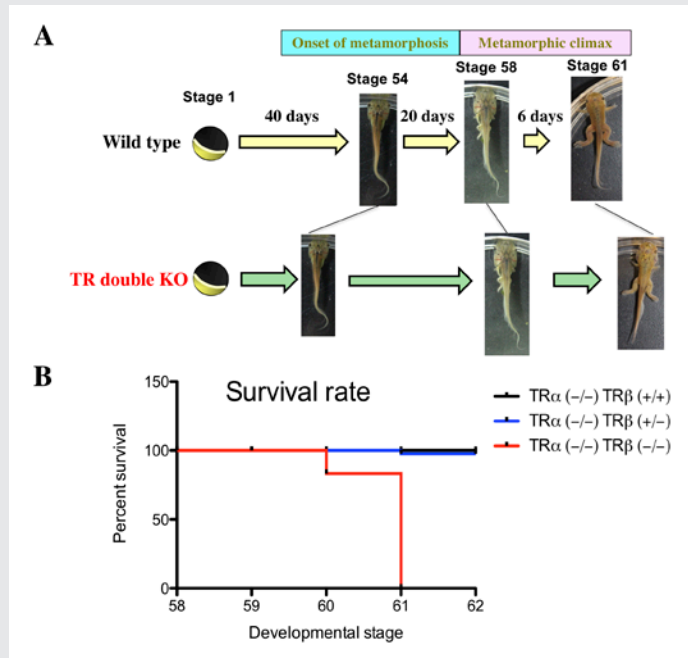 A
Onset of metamorphosis
Metamorphic climax
Stage 1
Stage 54
Stage 58
Stage 61
40 days
20 days
6 days
Wild type
TR double KO
B
Survival rate
Percent survival
150
100
50
0
58 59 60 61 62
Developmental stage
TRα (−/−) TRβ (+/+)
TRα (−/−) TRβ (+/−)
TRα (−/−) TRβ (−/−)